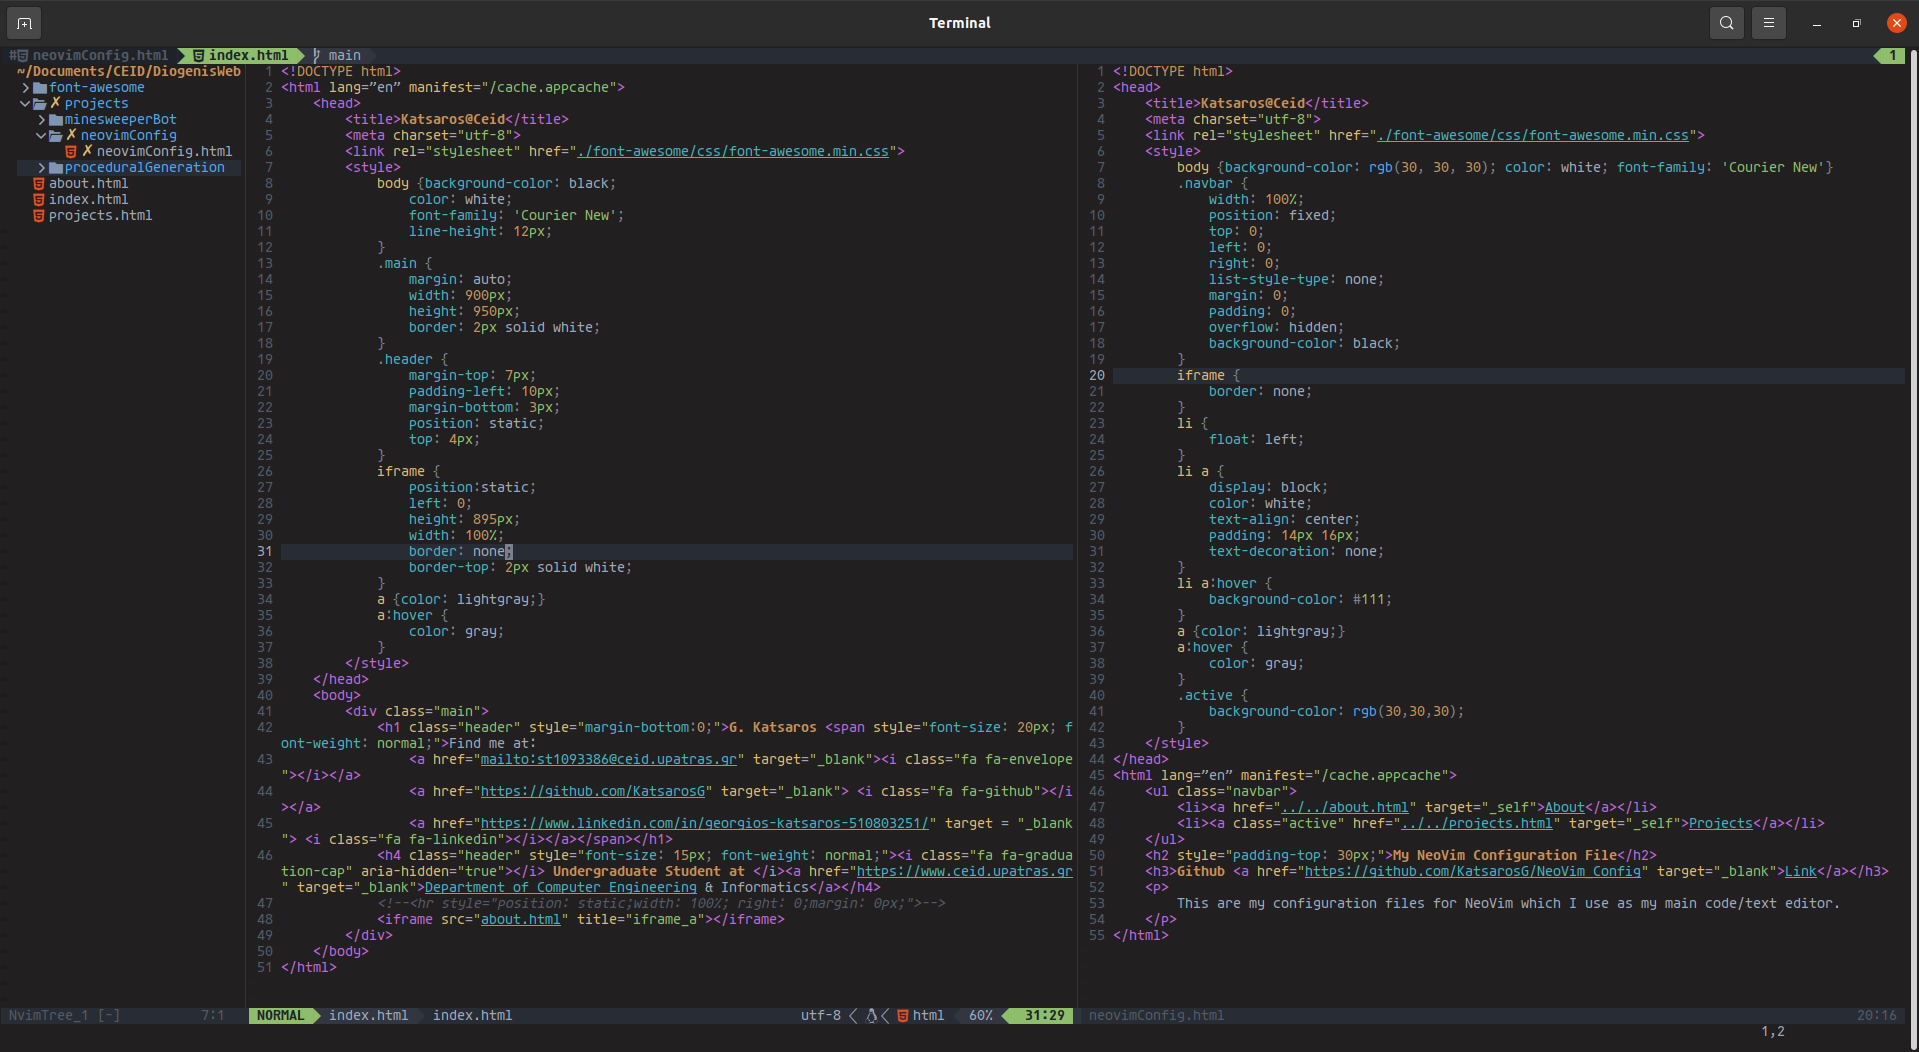 Terminal
neovimConfig.html index.html main 1
~/Documents/CEID/DiogenisWeb
font-awesome
projects
minesweeperBot
neovimConfig
neovimConfig.html
proceduralGeneration
about.html
index.html
projects.html
1 <!DOCTYPE html>
2 <html lang=”en” manifest="/cache.appcache">
3 <head>
4 <title>Katsaros@Ceid</title>
5 <meta charset="utf-8">
6 <link rel="stylesheet" href="./font-awesome/css/font-awesome.min.css">
7 <style>
8 body {background-color: black;
9 color: white;
10 font-family: 'Courier New';
11 line-height: 12px;
12 }
13 .main {
14 margin: auto;
15 width: 900px;
16 height: 950px;
17 border: 2px solid white;
18 }
19 .header {
20 margin-top: 7px;
21 padding-left: 10px;
22 margin-bottom: 3px;
23 position: static;
24 top: 4px;
25 }
26 iframe {
27 position:static;
28 left: 0;
29 height: 895px;
30 width: 100%;
31 border: none;
32 border-top: 2px solid white;
33 }
34 a {color: lightgray;}
35 a:hover {
36 color: gray;
37 }
38 </style>
39 </head>
40 <body>
41 <div class="main">
42 <h1 class="header" style="margin-bottom:0;">G. Katsaros <span style="font-size: 20px; f
ont-weight: normal;">Find me at:
43 <a href="mailto:st1093386@ceid.upatras.gr" target="_blank"><i class="fa fa-envelope
"></i></a>
44 <a href="https://github.com/KatsarosG" target="_blank"> <i class="fa fa-github"></i
></a>
45 <a href="https://www.linkedin.com/in/georgios-katsaros-510803251/" target = "_blank
"> <i class="fa fa-linkedin"></i></a></span></h1>
46 <h4 class="header" style="font-size: 15px; font-weight: normal;"><i class="fa fa-gradua
tion-cap" aria-hidden="true"></i> Undergraduate Student at </i><a href="https://www.ceid.upatras.gr
" target="_blank">Department of Computer Engineering & Informatics</a></h4>
47 <!--<hr style="position: static;width: 100%; right: 0;margin: 0px;">-->
48 <iframe src="about.html" title="iframe_a"></iframe>
49 </div>
50 </body>
51 </html>
1 <!DOCTYPE html>
2 <head>
3 <title>Katsaros@Ceid</title>
4 <meta charset="utf-8">
5 <link rel="stylesheet" href="./font-awesome/css/font-awesome.min.css">
6 <style>
7 body {background-color: rgb(30, 30, 30); color: white; font-family: 'Courier New'}
8 .navbar {
9 width: 100%;
10 position: fixed;
11 top: 0;
12 left: 0;
13 right: 0;
14 list-style-type: none;
15 margin: 0;
16 padding: 0;
17 overflow: hidden;
18 background-color: black;
19 }
20 iframe {
21 border: none;
22 }
23 li {
24 float: left;
25 }
26 li a {
27 display: block;
28 color: white;
29 text-align: center;
30 padding: 14px 16px;
31 text-decoration: none;
32 }
33 li a:hover {
34 background-color: #111;
35 }
36 a {color: lightgray;}
37 a:hover {
38 color: gray;
39 }
40 .active {
41 background-color: rgb(30,30,30);
42 }
43 </style>
44 </head>
45 <html lang=”en” manifest="/cache.appcache">
46 <ul class="navbar">
47 <li><a href="../../about.html" target="_self">About</a></li>
48 <li><a class="active" href="../../projects.html" target="_self">Projects</a></li>
49 </ul>
50 <h2 style="padding-top: 30px;">My NeoVim Configuration File</h2>
51 <h3>Github <a href="https://github.com/KatsarosG/NeoVim_Config" target="_blank">Link</a></h3>
52 <p>
53 This are my configuration files for NeoVim which I use as my main code/text editor.
54 </p>
55 </html>
NvimTree_1 [-] 7:1
NORMAL index.html index.html utf-8 html 60% 31:29
neovimConfig.html 20:16
1,2